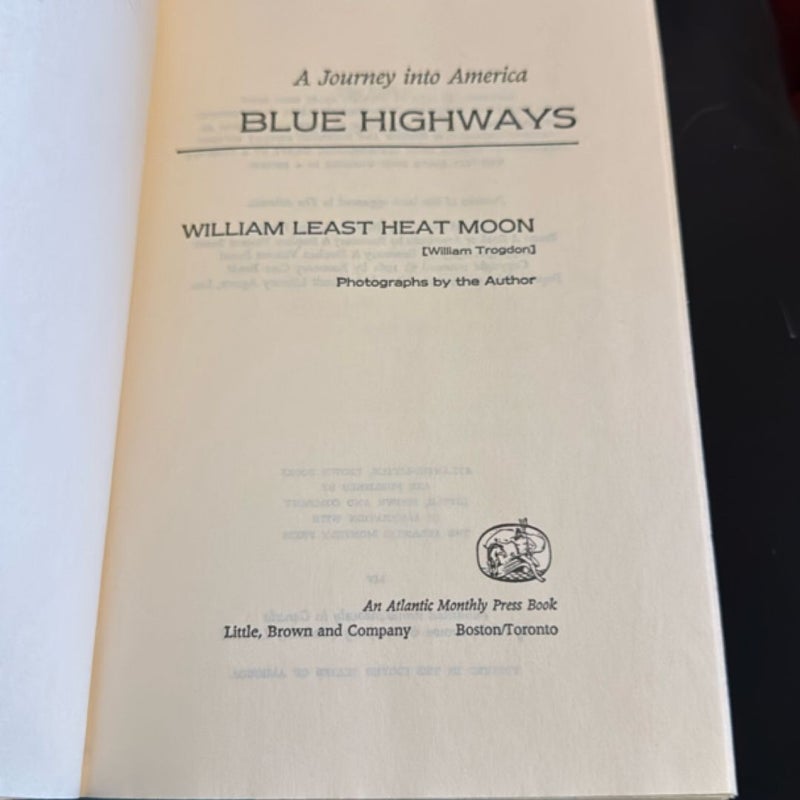 A Journey into America
BLUE HIGHWAYS
WILLIAM LEAST HEAT MOON
[William Trogdon]
Photographs by the Author
An Atlantic Monthly Press Book
Little, Brown and Company Boston/Toronto